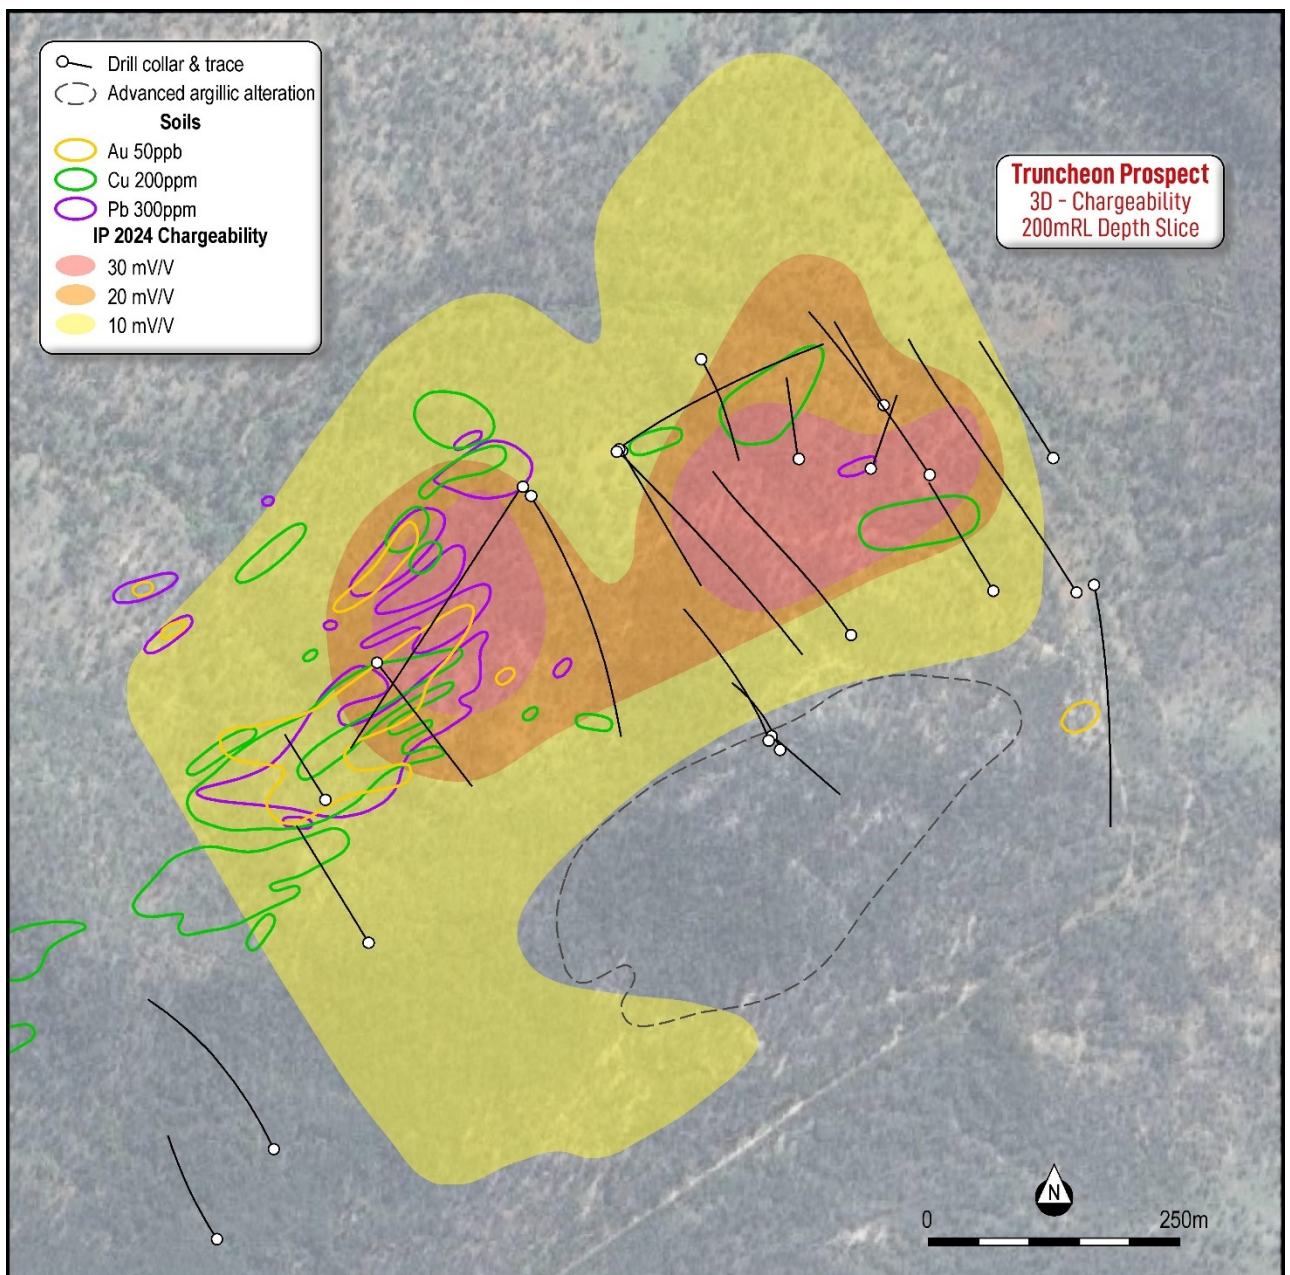 Drill collar & trace
Advanced argillic alteration
Soils
Au 50ppb
Cu 200ppm
Pb 300ppm
IP 2024 Chargeability
30 mV/V
20 mV/V
10 mV/V
Truncheon Prospect
3D - Chargeability
200mRL Depth Slice
N
0 250m